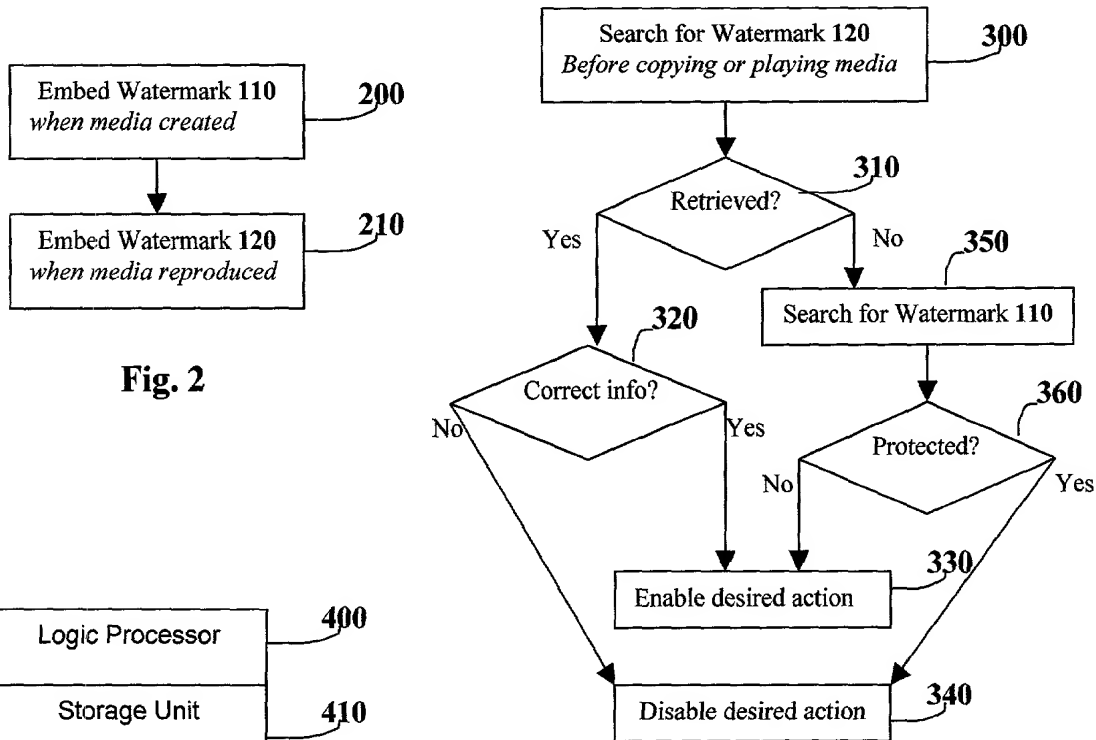 Embed Watermark 110
when media created
200
Embed Watermark 120
when media reproduced
210
Fig. 2
Search for Watermark 120
Before copying or playing media
300
Retrieved?
310
Yes
No
350
Search for Watermark 110
320
Correct info?
No
Yes
360
Protected?
No
Yes
330
Enable desired action
340
Disable desired action
Logic Processor
400
Storage Unit
410